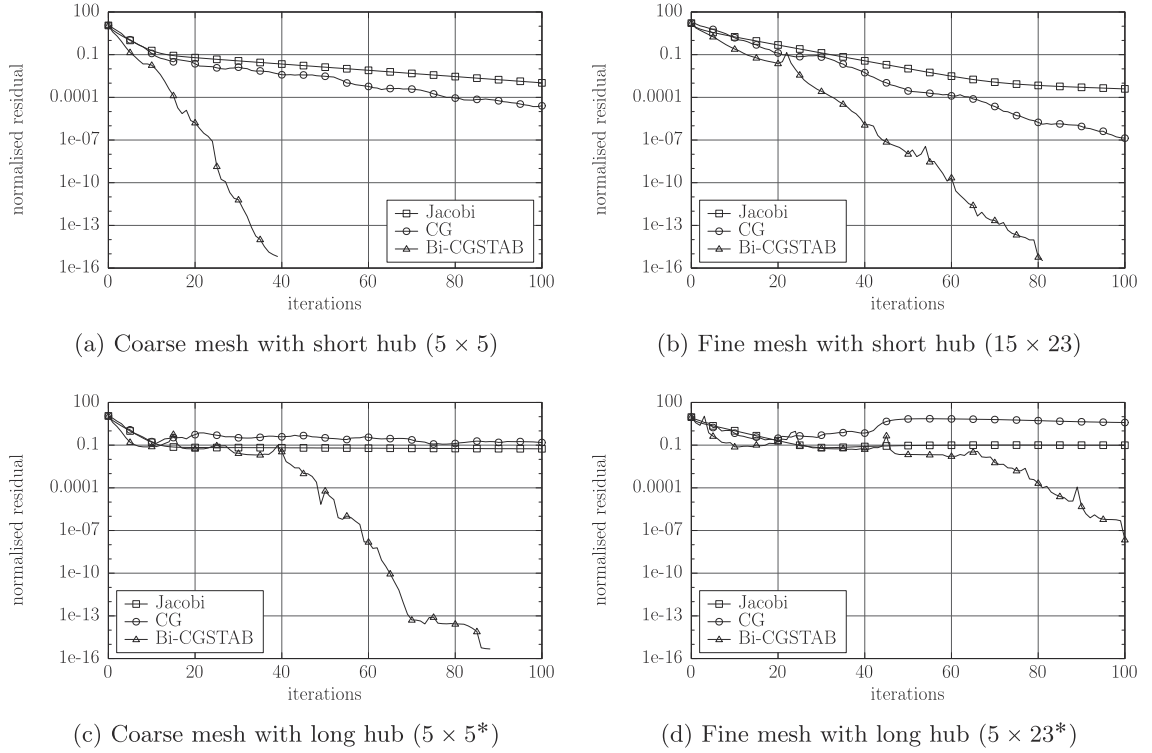 100
0.1
0.0001
1e-07
1e-10
1e-13
1e-16
normalised residual
0 20 40 60 80 100
iterations
Jacobi
CG
Bi-CGSTAB
(a) Coarse mesh with short hub (5 × 5)
100
0.1
0.0001
1e-07
1e-10
1e-13
1e-16
normalised residual
0 20 40 60 80 100
iterations
Jacobi
CG
Bi-CGSTAB
(b) Fine mesh with short hub (15 × 23)
100
0.1
0.0001
1e-07
1e-10
1e-13
1e-16
normalised residual
0 20 40 60 80 100
iterations
Jacobi
CG
Bi-CGSTAB
(c) Coarse mesh with long hub (5 × 5*)
100
0.1
0.0001
1e-07
1e-10
1e-13
1e-16
normalised residual
0 20 40 60 80 100
iterations
Jacobi
CG
Bi-CGSTAB
(d) Fine mesh with long hub (5 × 23*)